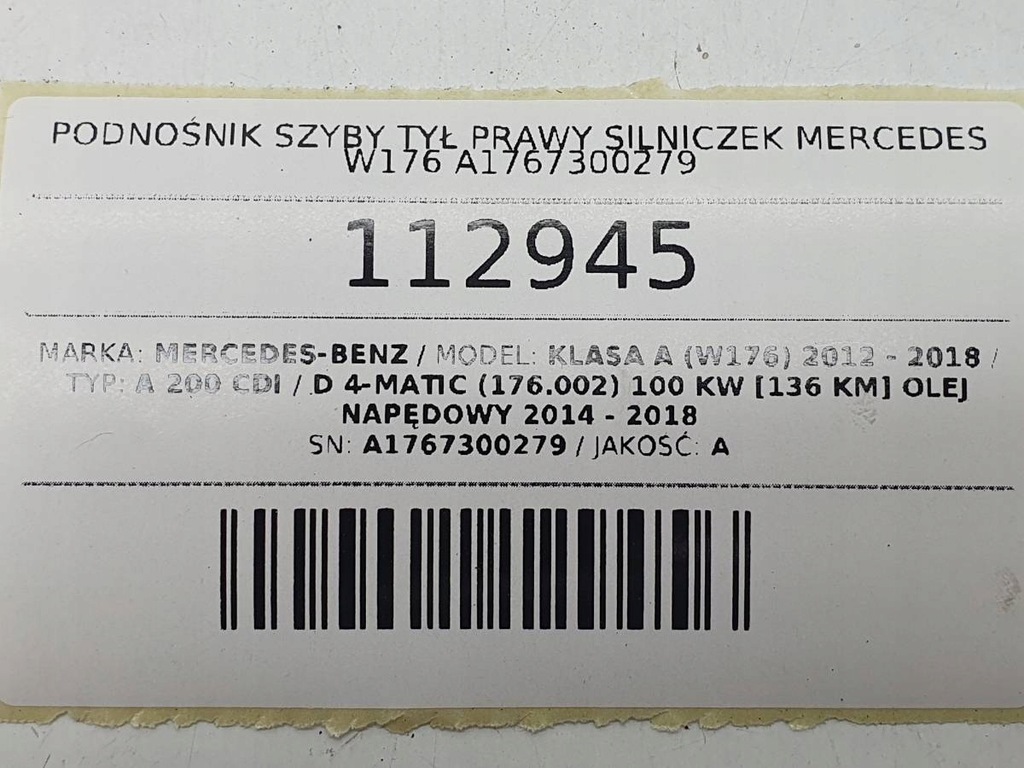 PODNOŚNIK SZYBY TYŁ PRAWY SILNICZEK MERCEDES
W176 A1767300279
112945
MARKA: MERCEDES-BENZ / MODEL: KLASA A (W176) 2012 - 2018 /
TYP: A 200 CDI / D 4-MATIC (176.002) 100 KW [136 KM] OLEJ
NAPĘDOWY 2014 - 2018
SN: A1767300279 / JAKOŚĆ: A